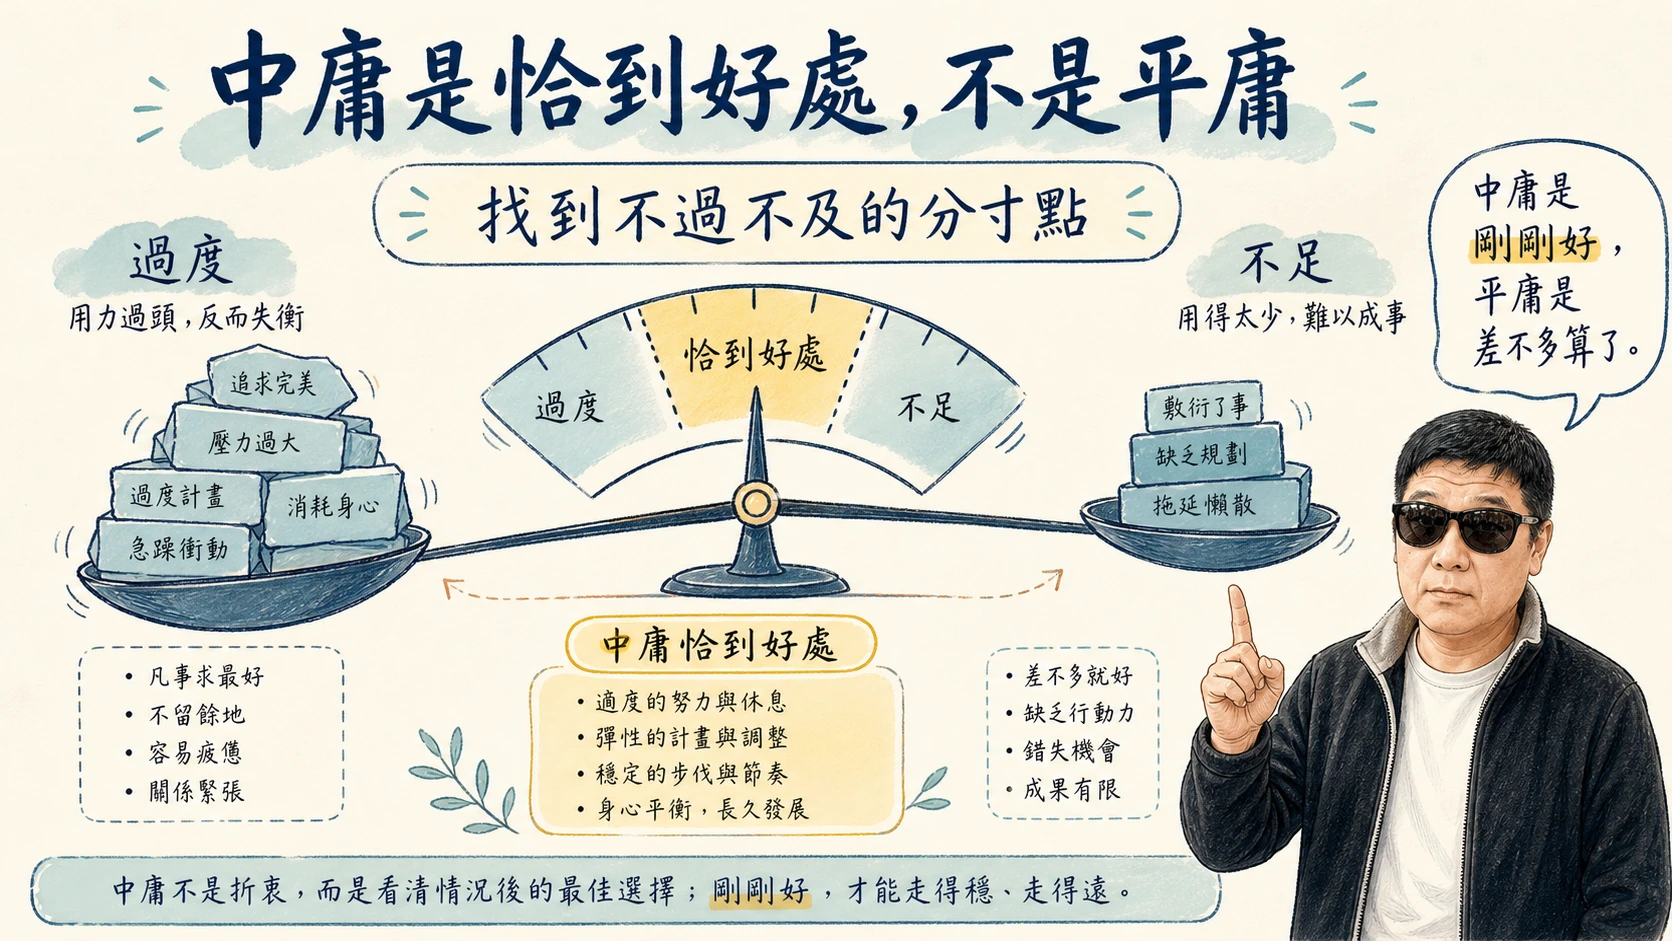 中庸是恰到好處,不是平庸
找到不過不及的分寸點
過度
用力過頭,反而失衡
追求完美
壓力過大
過度計畫
消耗身心
急躁衝動
過度
恰到好處
不足
不足
用得太少,難以成事
敷衍了事
缺乏規劃
拖延懶散
中庸是
剛剛好,
平庸是
差不多算了。
• 凡事求最好
• 不留餘地
• 容易疲憊
• 關係緊張
中庸恰到好處
• 適度的努力與休息
• 彈性的計畫與調整
• 穩定的步伐與節奏
• 身心平衡,長久發展
• 差不多就好
• 缺乏行動力
• 錯失機會
• 成果有限
中庸不是折衷,而是看清情況後的最佳選擇;剛剛好,才能走得穩、走得遠。